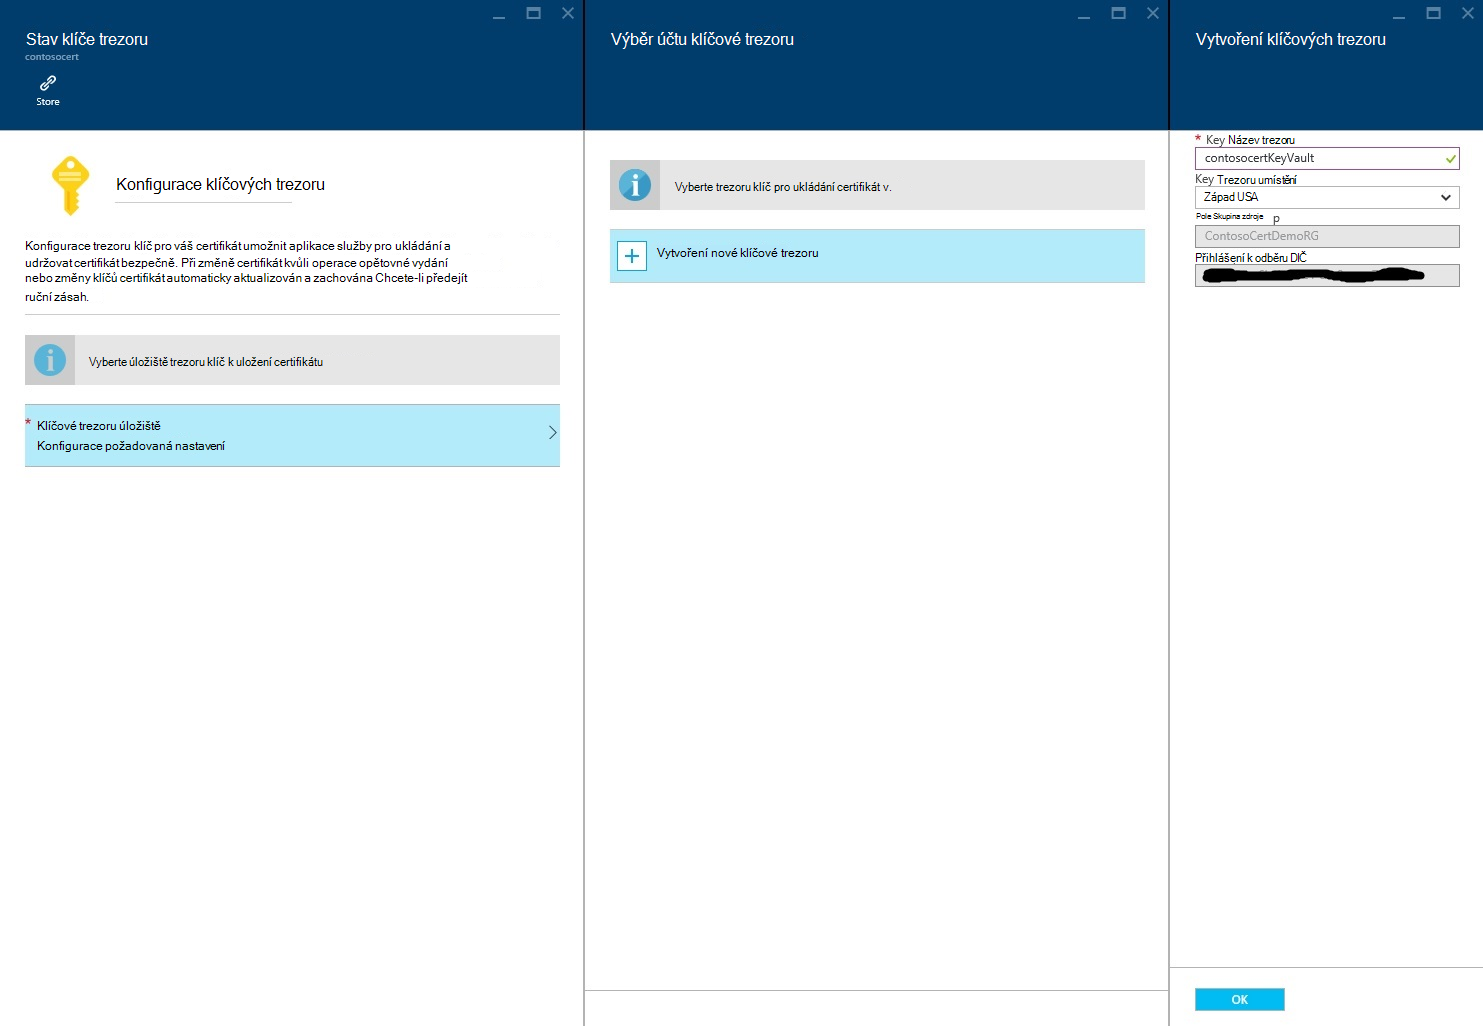 Stav klíče trezoru
contosocert
Store
Konfigurace klíčových trezoru
Konfigurace trezoru klíč pro váš certifikát umožnit aplikace služby pro ukládání a
udržovat certifikát bezpečně. Při změně certifikát kvůli operace opětovné vydání
nebo změny klíčů certifikát automaticky aktualizován a zachována Chcete-li předejít
ruční zásah.
Vyberte úložiště trezoru klíč k uložení certifikátu
* Klíčové trezoru úložiště
Konfigurace požadovaná nastavení
Výběr účtu klíčové trezoru
Vyberte trezoru klíč pro ukládání certifikát v.
Vytvoření nové klíčové trezoru
Vytvoření klíčových trezoru
* Key Název trezoru
contosocertKeyVault
Key Trezoru umístění
Západ USA
Pole Skupina zdroje p
ContosoCertDemoRG
Přihlášení k odběru DIČ
OK